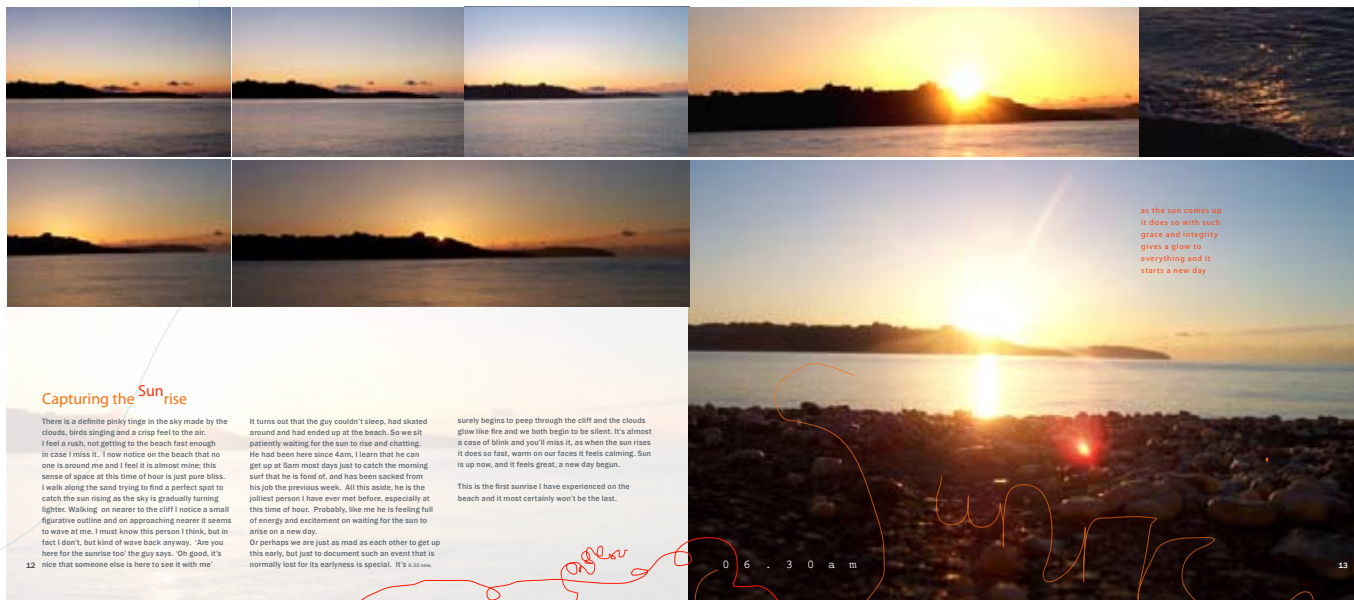 Capturing the Sunrise
There is a definite pinky tinge in the sky made by the
clouds, birds singing and a crisp feel to the air.
I feel a rush, not getting to the beach fast enough
in case I miss it.  I now notice on the beach that no
one is around me and I feel it is almost mine; this
sense of space at this time of hour is just pure bliss.
I walk along the sand trying to find a perfect spot to
catch the sun rising as the sky is gradually turning
lighter. Walking  on nearer to the cliff I notice a small
figurative outline and on approaching nearer it seems
to wave at me. I must know this person I think, but in
fact I don't, but kind of wave back anyway.  'Are you
here for the sunrise too' the guy says. 'Oh good, it's
nice that someone else is here to see it with me'
12
It turns out that the guy couldn't sleep, had skated
around and had ended up at the beach. So we sit
patiently waiting for the sun to rise and chatting.
He had been here since 4am, I learn that he can
get up at 5am most days just to catch the morning
surf that he is fond of, and has been sacked from
his job the previous week.  All this aside, he is the
jolliest person I have ever met before, especially at
this time of hour.  Probably, like me he is feeling full
of energy and excitement on waiting for the sun to
arise on a new day.
Or perhaps we are just as mad as each other to get up
this early, but just to document such an event that is
normally lost for its earlyness is special.  It's 6.30 now,
surely begins to peep through the cliff and the clouds
glow like fire and we both begin to be silent. It's almost
a case of blink and you'll miss it, as when the sun rises
it does so fast, warm on our faces it feels calming. Sun
is up now, and it feels great, a new day begun.
This is the first sunrise I have experienced on the
beach and it most certainly won't be the last.
as the sun comes up
it does so with such
grace and integrity
gives a glow to
everything and it
starts a new day
06.30am
13